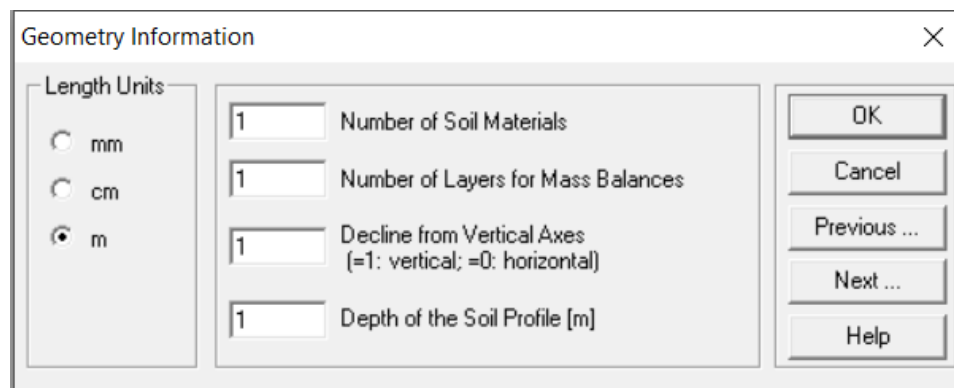 Geometry Information
Length Units
mm
cm
m
1 Number of Soil Materials
1 Number of Layers for Mass Balances
1 Decline from Vertical Axes
(=1: vertical; =0: horizontal)
1 Depth of the Soil Profile [m]
OK
Cancel
Previous ...
Next ...
Help